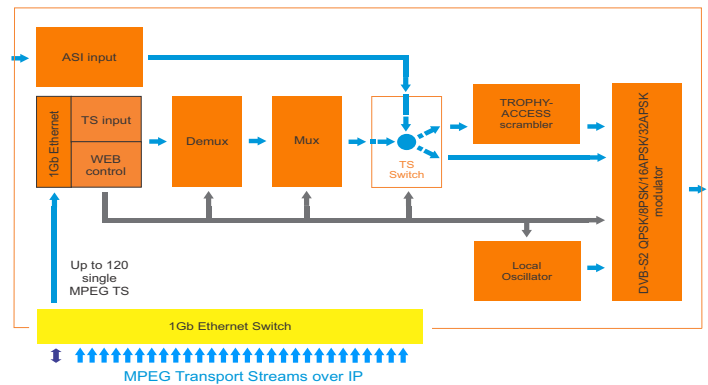 ASI input
1Gb Ethernet
TS input
WEB
control
Demux
Mux
TS
Switch
TROPHY-
ACCESS
scrambler
DVB-S2 QPSK/8PSK/16APSK/32APSK
modulator
Local
Oscillator
Up to 120
single
MPEG TS
1Gb Ethernet Switch
MPEG Transport Streams over IP